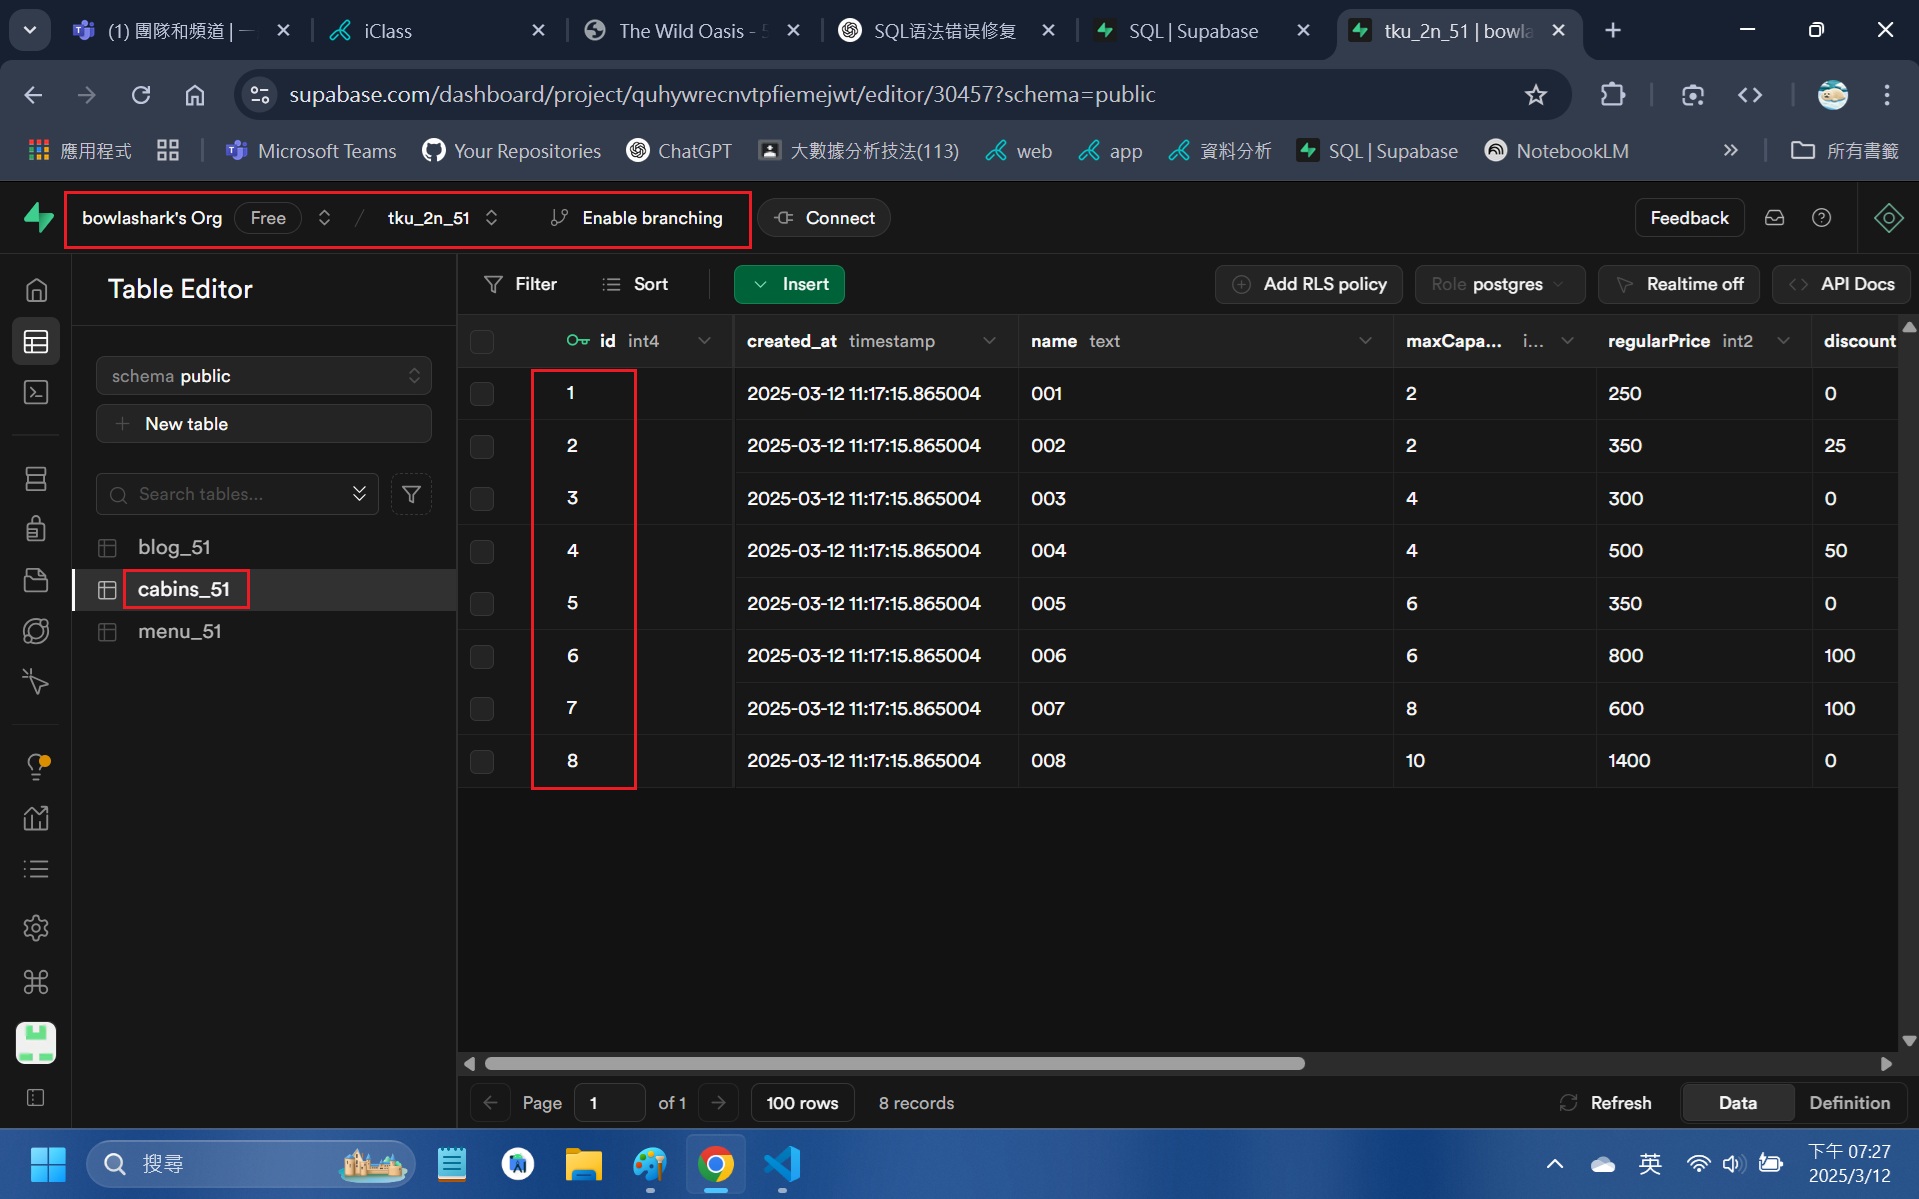 (1) 團隊和頻道 | 一
iClass
The Wild Oasis - 5
SQL语法错误修复
SQL | Supabase
tku_2n_51 | bowla
supabase.com/dashboard/project/quhywrecnvtpfiemejwt/editor/30457?schema=public
應用程式
Microsoft Teams
Your Repositories
ChatGPT
大數據分析技法(113)
web
app
資料分析
SQL | Supabase
NotebookLM
所有書籤
bowlashark's Org Free / tku_2n_51 Enable branching Connect
Feedback
Table Editor
Filter Sort Insert Add RLS policy Role postgres Realtime off API Docs
schema public
New table
Search tables...
blog_51
cabins_51
menu_51
id int4 created_at timestamp name text maxCapa... i... regularPrice int2 discount
1 2025-03-12 11:17:15.865004 001 2 250 0
2 2025-03-12 11:17:15.865004 002 2 350 25
3 2025-03-12 11:17:15.865004 003 4 300 0
4 2025-03-12 11:17:15.865004 004 4 500 50
5 2025-03-12 11:17:15.865004 005 6 350 0
6 2025-03-12 11:17:15.865004 006 6 800 100
7 2025-03-12 11:17:15.865004 007 8 600 100
8 2025-03-12 11:17:15.865004 008 10 1400 0
Page 1 of 1 100 rows 8 records Refresh Data Definition
搜尋
英
下午 07:27
2025/3/12